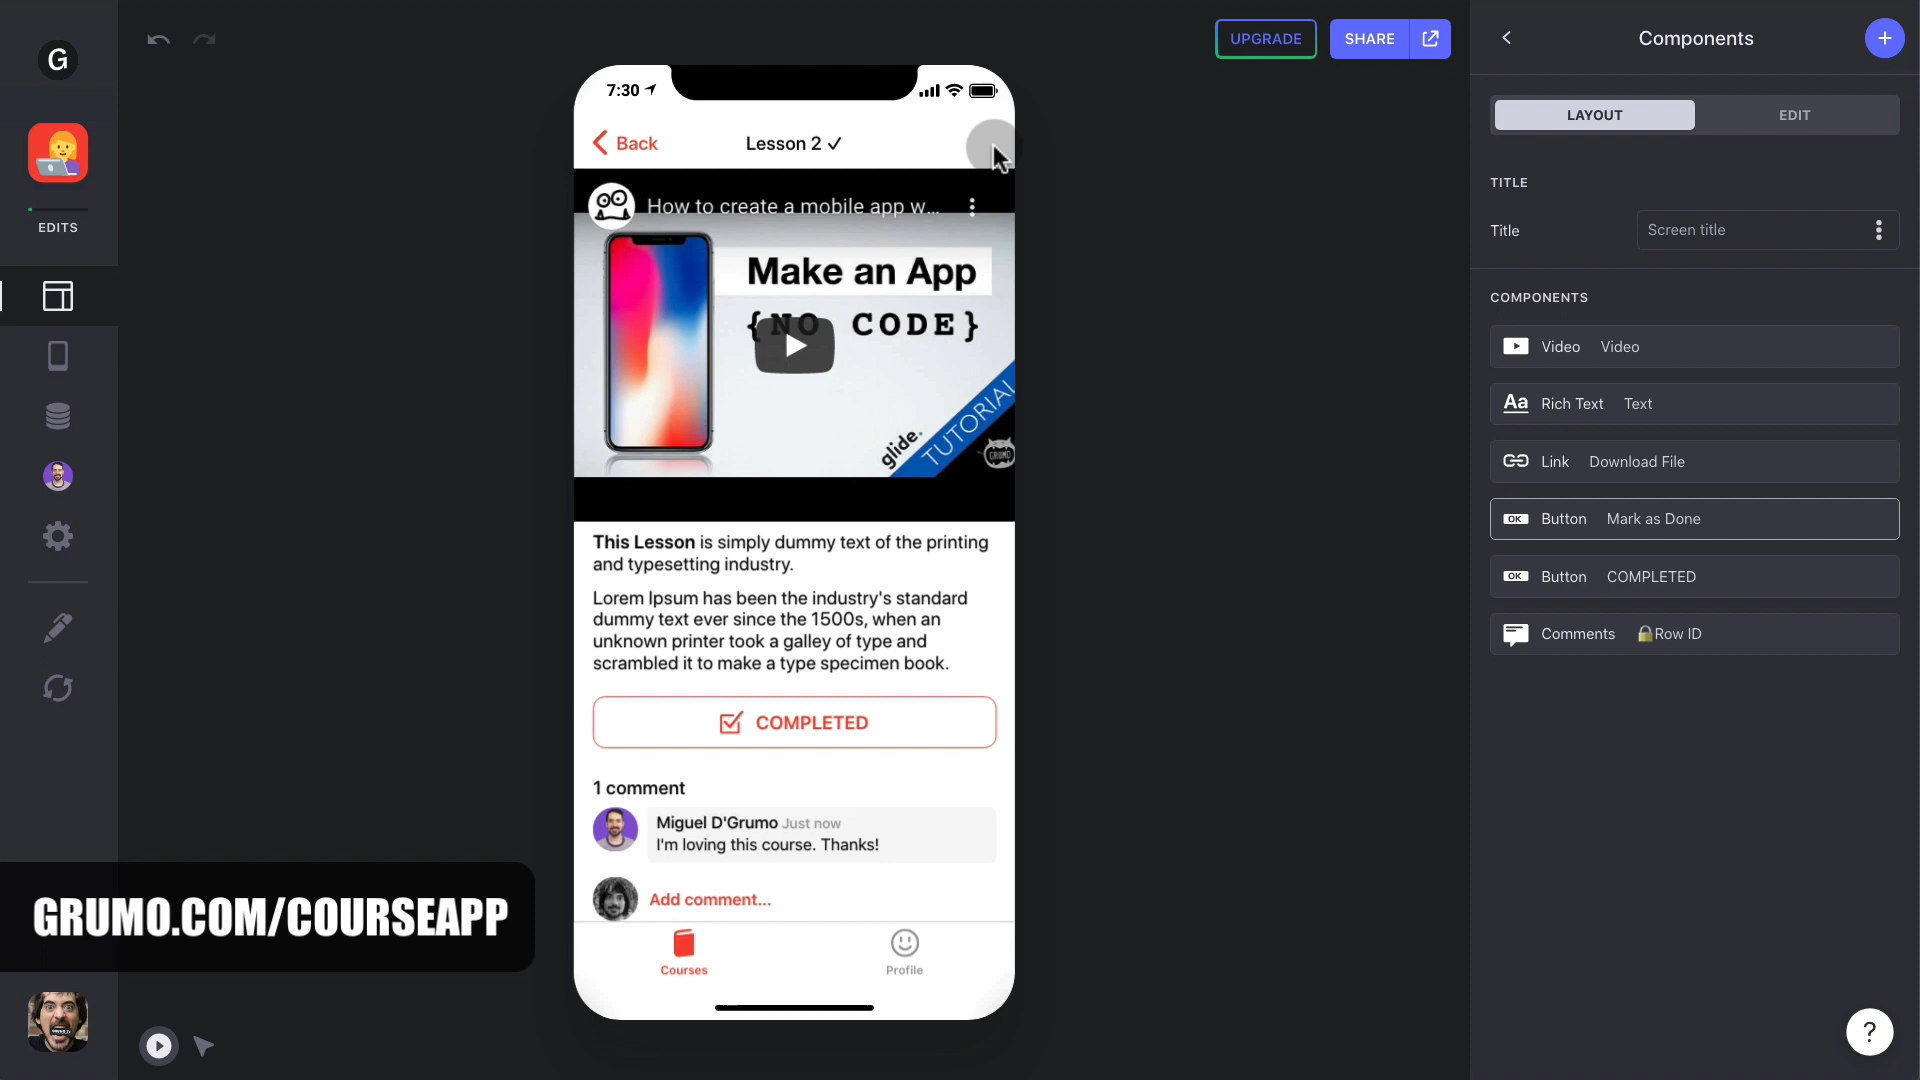 G
EDITS
UPGRADE
SHARE
Components
LAYOUT
EDIT
TITLE
Title
Screen title
COMPONENTS
Video Video
Aa Rich Text Text
Link Download File
OK Button Mark as Done
OK Button COMPLETED
Comments 🔒Row ID
7:30
Back
Lesson 2 ✓
How to create a mobile app w...
Make an App
{NO CODE}
glide.
TUTORIAL
GRUMO
This Lesson is simply dummy text of the printing
and typesetting industry.
Lorem Ipsum has been the industry's standard
dummy text ever since the 1500s, when an
unknown printer took a galley of type and
scrambled it to make a type specimen book.
COMPLETED
1 comment
Miguel D'Grumo Just now
I'm loving this course. Thanks!
Add comment...
Courses
Profile
GRUMO.COM/COURSEAPP
?